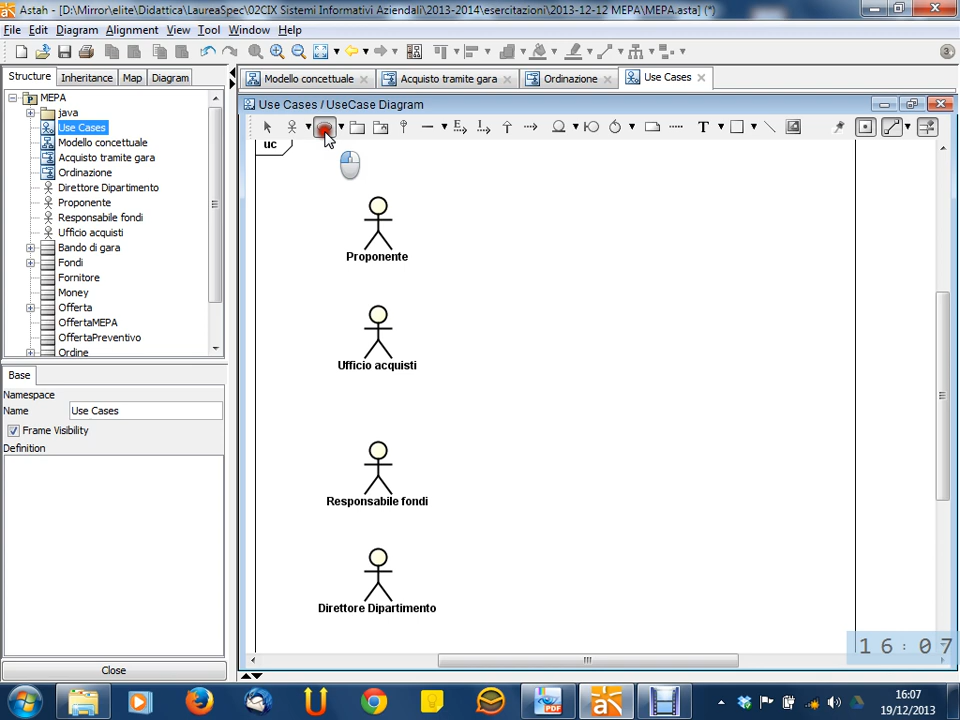 Astah - [D:\Mirror\elite\Didattica\LaureaSpec\02CIX Sistemi Informativi Aziendali\2013-2014\esercitazioni\2013-12-12 MEPA\MEPA.asta] (*)
File Edit Diagram Alignment View Tool Window Help
Structure Inheritance Map Diagram
Modello concettuale Acquisto tramite gara Ordinazione Use Cases
MEPA
java
Use Cases
Modello concettuale
Acquisto tramite gara
Ordinazione
Direttore Dipartimento
Proponente
Responsabile fondi
Ufficio acquisti
Bando di gara
Fondi
Fornitore
Money
Offerta
OffertaMEPA
OffertaPreventivo
Ordine
Use Cases / UseCase Diagram
uc
Proponente
Ufficio acquisti
Responsabile fondi
Direttore Dipartimento
Base
Namespace
Name Use Cases
Frame Visibility
Definition
Close
16:07
16:07
19/12/2013